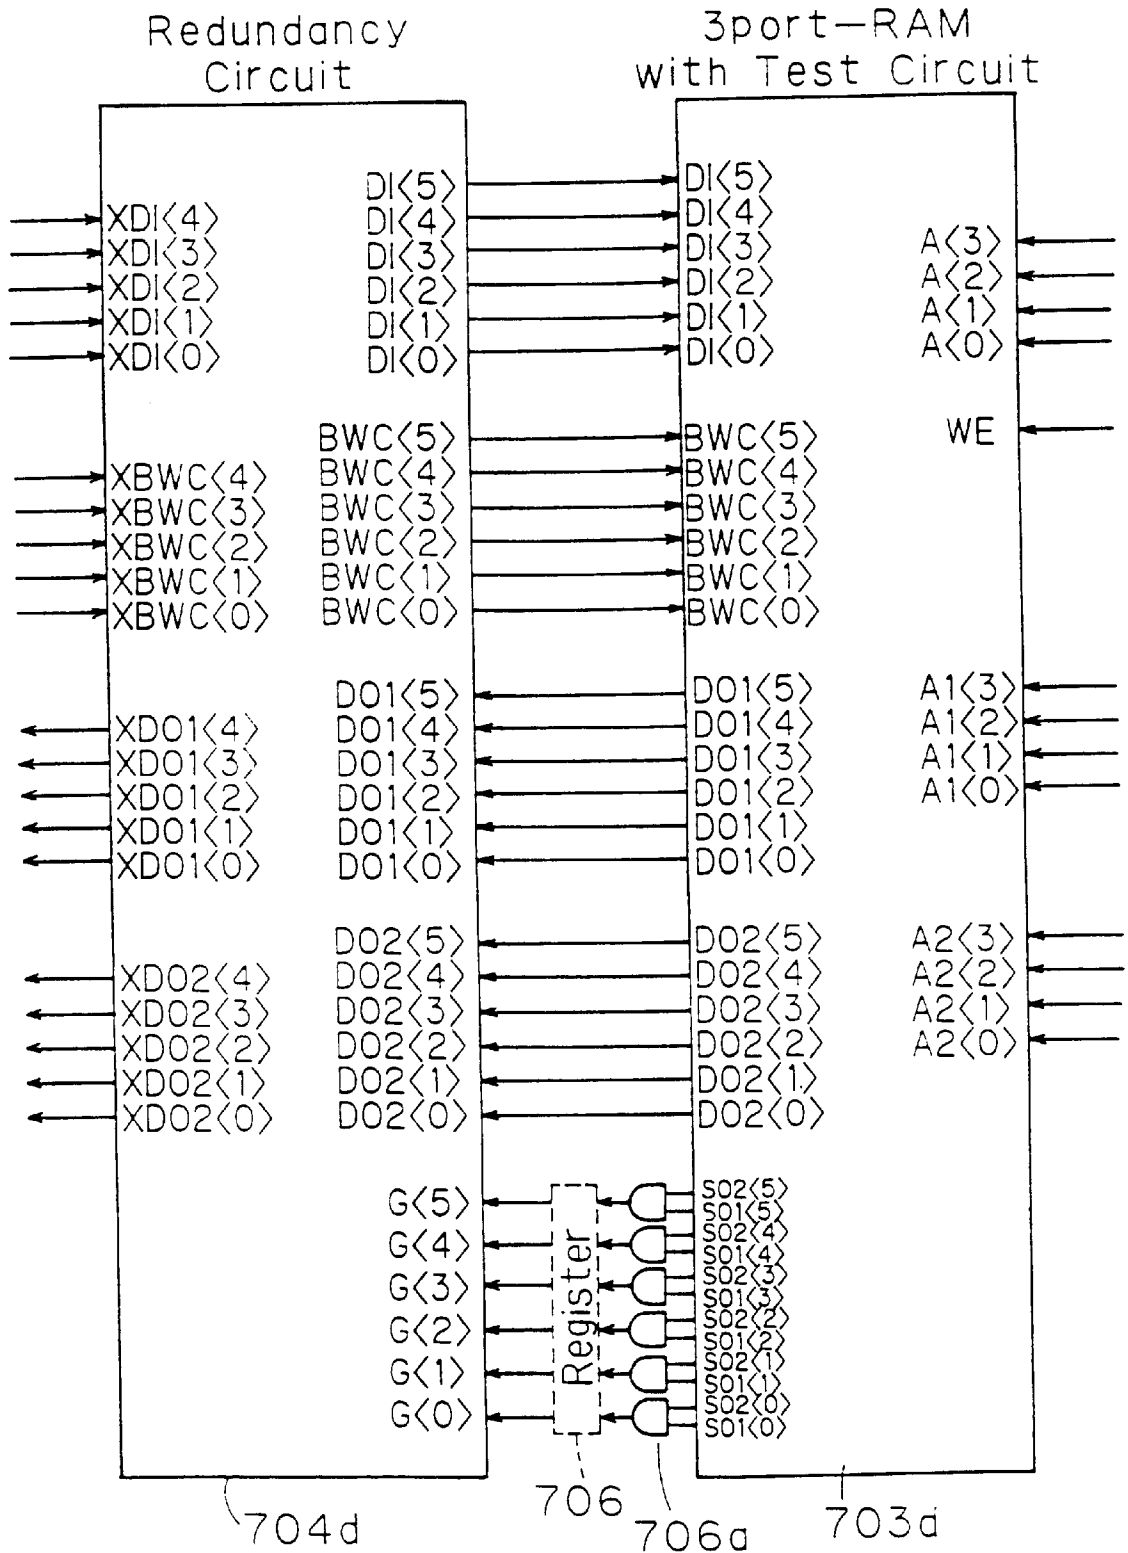 Redundancy
Circuit
3port—RAM
with Test Circuit
XDI<4>
XDI<3>
XDI<2>
XDI<1>
XDI<0>
DI<5>
DI<4>
DI<3>
DI<2>
DI<1>
DI<0>
DI<5>
DI<4>
DI<3>
DI<2>
DI<1>
DI<0>
A<3>
A<2>
A<1>
A<0>
XBWC<4>
XBWC<3>
XBWC<2>
XBWC<1>
XBWC<0>
BWC<5>
BWC<4>
BWC<3>
BWC<2>
BWC<1>
BWC<0>
BWC<5>
BWC<4>
BWC<3>
BWC<2>
BWC<1>
BWC<0>
WE
XDO1<4>
XDO1<3>
XDO1<2>
XDO1<1>
XDO1<0>
DO1<5>
DO1<4>
DO1<3>
DO1<2>
DO1<1>
DO1<0>
DO1<5>
DO1<4>
DO1<3>
DO1<2>
DO1<1>
DO1<0>
A1<3>
A1<2>
A1<1>
A1<0>
XDO2<4>
XDO2<3>
XDO2<2>
XDO2<1>
XDO2<0>
DO2<5>
DO2<4>
DO2<3>
DO2<2>
DO2<1>
DO2<0>
DO2<5>
DO2<4>
DO2<3>
DO2<2>
DO2<1>
DO2<0>
A2<3>
A2<2>
A2<1>
A2<0>
G<5>
G<4>
G<3>
G<2>
G<1>
G<0>
Register
SO2<5>
SO1<5>
SO2<4>
SO1<4>
SO2<3>
SO1<3>
SO2<2>
SO1<2>
SO2<1>
SO1<1>
SO2<0>
SO1<0>
704d
706
706a
703d